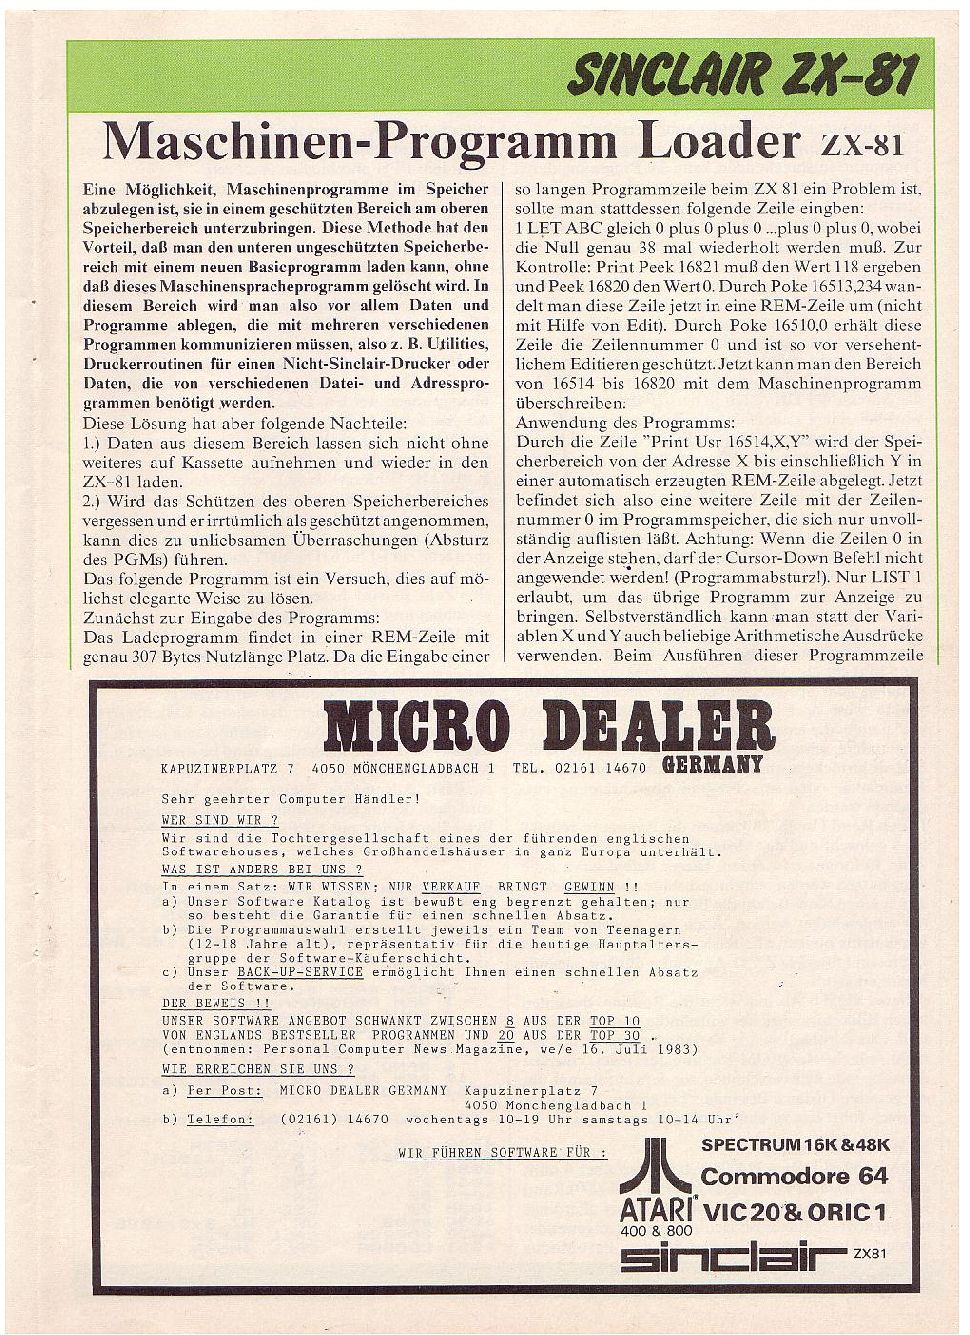 SINCLAIR ZX-81
Maschinen-Programm Loader ZX-81
Eine Möglichkeit, Maschinenprogramme im Speicher
abzulegen ist, sie in einem geschützten Bereich am oberen
Speicherbereich unterzubringen. Diese Methode hat den
Vorteil, daß man den unteren ungeschützten Speicherbe-
reich mit einem neuen Basicprogramm laden kann, ohne
daß dieses Maschinenspracheprogramm gelöscht wird. In
diesem Bereich wird man also vor allem Daten und
Programme ablegen, die mit mehreren verschiedenen
Programmen kommunizieren müssen, also z. B. Utilities,
Druckerroutinen für einen Nicht-Sinclair-Drucker oder
Daten, die von verschiedenen Datei- und Adresspro-
grammen benötigt werden.
Diese Lösung hat aber folgende Nachteile:
1.) Daten aus diesem Bereich lassen sich nicht ohne
weiteres auf Kassette aufnehmen und wieder in den
ZX-81 laden.
2.) Wird das Schützen des oberen Speicherbereiches
vergessen und er irrtümlich als geschützt angenommen,
kann dies zu unliebsamen Überraschungen (Absturz
des PGMs) führen.
Das folgende Programm ist ein Versuch, dies auf mö-
lichst elegante Weise zu lösen.
Zunächst zur Eingabe des Programms:
Das Ladeprogramm findet in einer REM-Zeile mit
genau 307 Bytes Nutzlänge Platz. Da die Eingabe einer
so langen Programmzeile beim ZX 81 ein Problem ist,
sollte man stattdessen folgende Zeile eingben:
1 LET ABC gleich 0 plus 0 plus 0 ...plus 0 plus 0, wobei
die Null genau 38 mal wiederholt werden muß. Zur
Kontrolle: Print Peek 16821 muß den Wert 118 ergeben
und Peek 16820 den Wert 0. Durch Poke 16513,234 wan-
delt man diese Zeile jetzt in eine REM-Zeile um (nicht
mit Hilfe von Edit). Durch Poke 16510,0 erhält diese
Zeile die Zeilennummer 0 und ist so vor versehent-
lichem Editieren geschützt. Jetzt kann man den Bereich
von 16514 bis 16820 mit dem Maschinenprogramm
überschreiben.
Anwendung des Programms:
Durch die Zeile "Print Usr 16514,X,Y" wird der Spei-
cherbereich von der Adresse X bis einschließlich Y in
einer automatisch erzeugten REM-Zeile abgelegt. Jetzt
befindet sich also eine weitere Zeile mit der Zeilen-
nummer 0 im Programmspeicher, die sich nur unvoll-
ständig auflisten läßt. Achtung: Wenn die Zeilen 0 in
der Anzeige stehen, darf der Cursor-Down Befehl nicht
angewendet werden! (Programmabsturz!). Nur LIST 1
erlaubt, um das übrige Programm zur Anzeige zu
bringen. Selbstverständlich kann man statt der Vari-
ablen X und Y auch beliebige Arithmetische Ausdrücke
verwenden. Beim Ausführen dieser Programmzeile
MICRO DEALER
KAPUZINERPLATZ 7 4050 MÖNCHENGLADBACH 1 TEL. 02161 14670 GERMANY
Sehr geehrter Computer Händler!
WER SIND WIR ?
Wir sind die Tochtergesellschaft eines der führenden englischen
Softwarehouses, welches Großhandelshäuser in ganz Europa unterhält.
WAS IST ANDERS BEI UNS ?
In einem Satz: WIR WISSEN; NUR VERKAUF BRINGT GEWINN !!
a) Unser Software Katalog ist bewußt eng begrenzt gehalten; nur
so besteht die Garantie für einen schnellen Absatz.
b) Die Programmauswahl erstellt jeweils ein Team von Teenagern
(12-18 Jahre alt), repräsentativ für die heutige Hauptalters-
gruppe der Software-Käuferschicht.
c) Unser BACK-UP-SERVICE ermöglicht Ihnen einen schnellen Absatz
der Software.
DER BEWEIS !!
UNSER SOFTWARE ANGEBOT SCHWANKT ZWISCHEN 8 AUS DER TOP 10
VON ENGLANDS BESTSELLER PROGRAMMEN UND 20 AUS DER TOP 30 .
(entnommen: Personal Computer News Magazine, ve/e 16. Juli 1983)
WIE ERREICHEN SIE UNS ?
a) Per Post: MICRO DEALER GERMANY Kapuzinerplatz 7
4050 Monchengladbach 1
b) Telefon: (02161) 14670 wochentags 10-19 Uhr samstags 10-14 Uhr
WIR FÜHREN SOFTWARE FÜR :
ATARI
400 & 800
SPECTRUM 16K & 48K
Commodore 64
VIC 20 & ORIC 1
sinclair ZX81